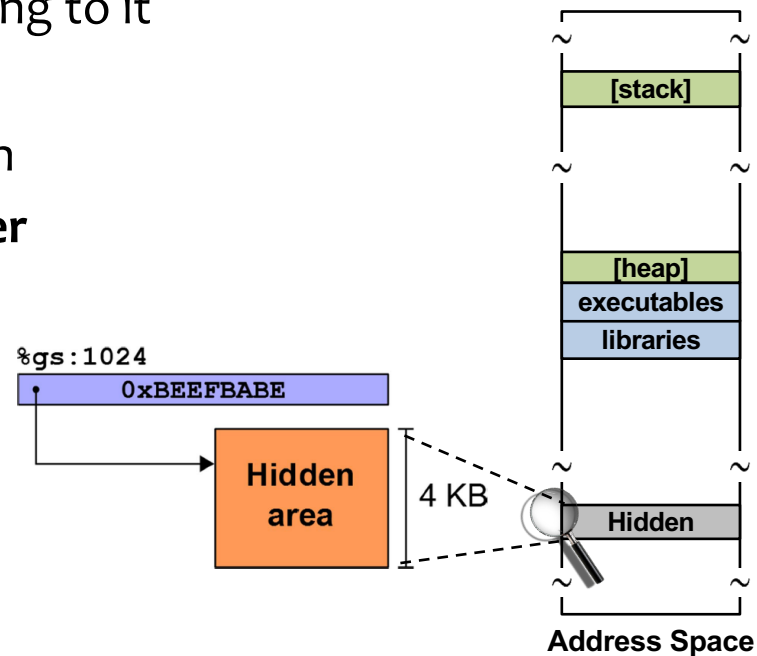 ng to it
n
er
[stack]
[heap]
executables
libraries
%gs:1024
0xBEEFBABE
Hidden
area
4 KB
Hidden
Address Space